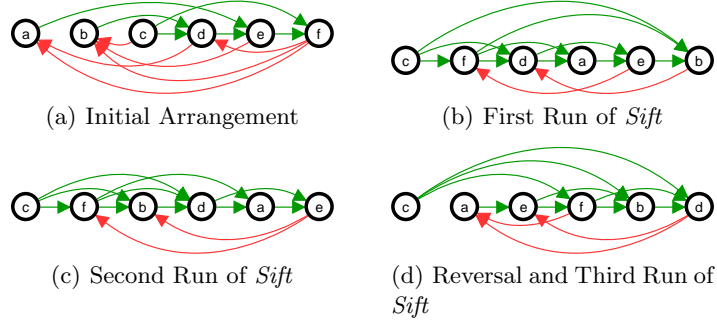 a b c d e f
c f d a e b
(a) Initial Arrangement
(b) First Run of Sift
c f b d a e
c a e f b d
(c) Second Run of Sift
(d) Reversal and Third Run of
Sift